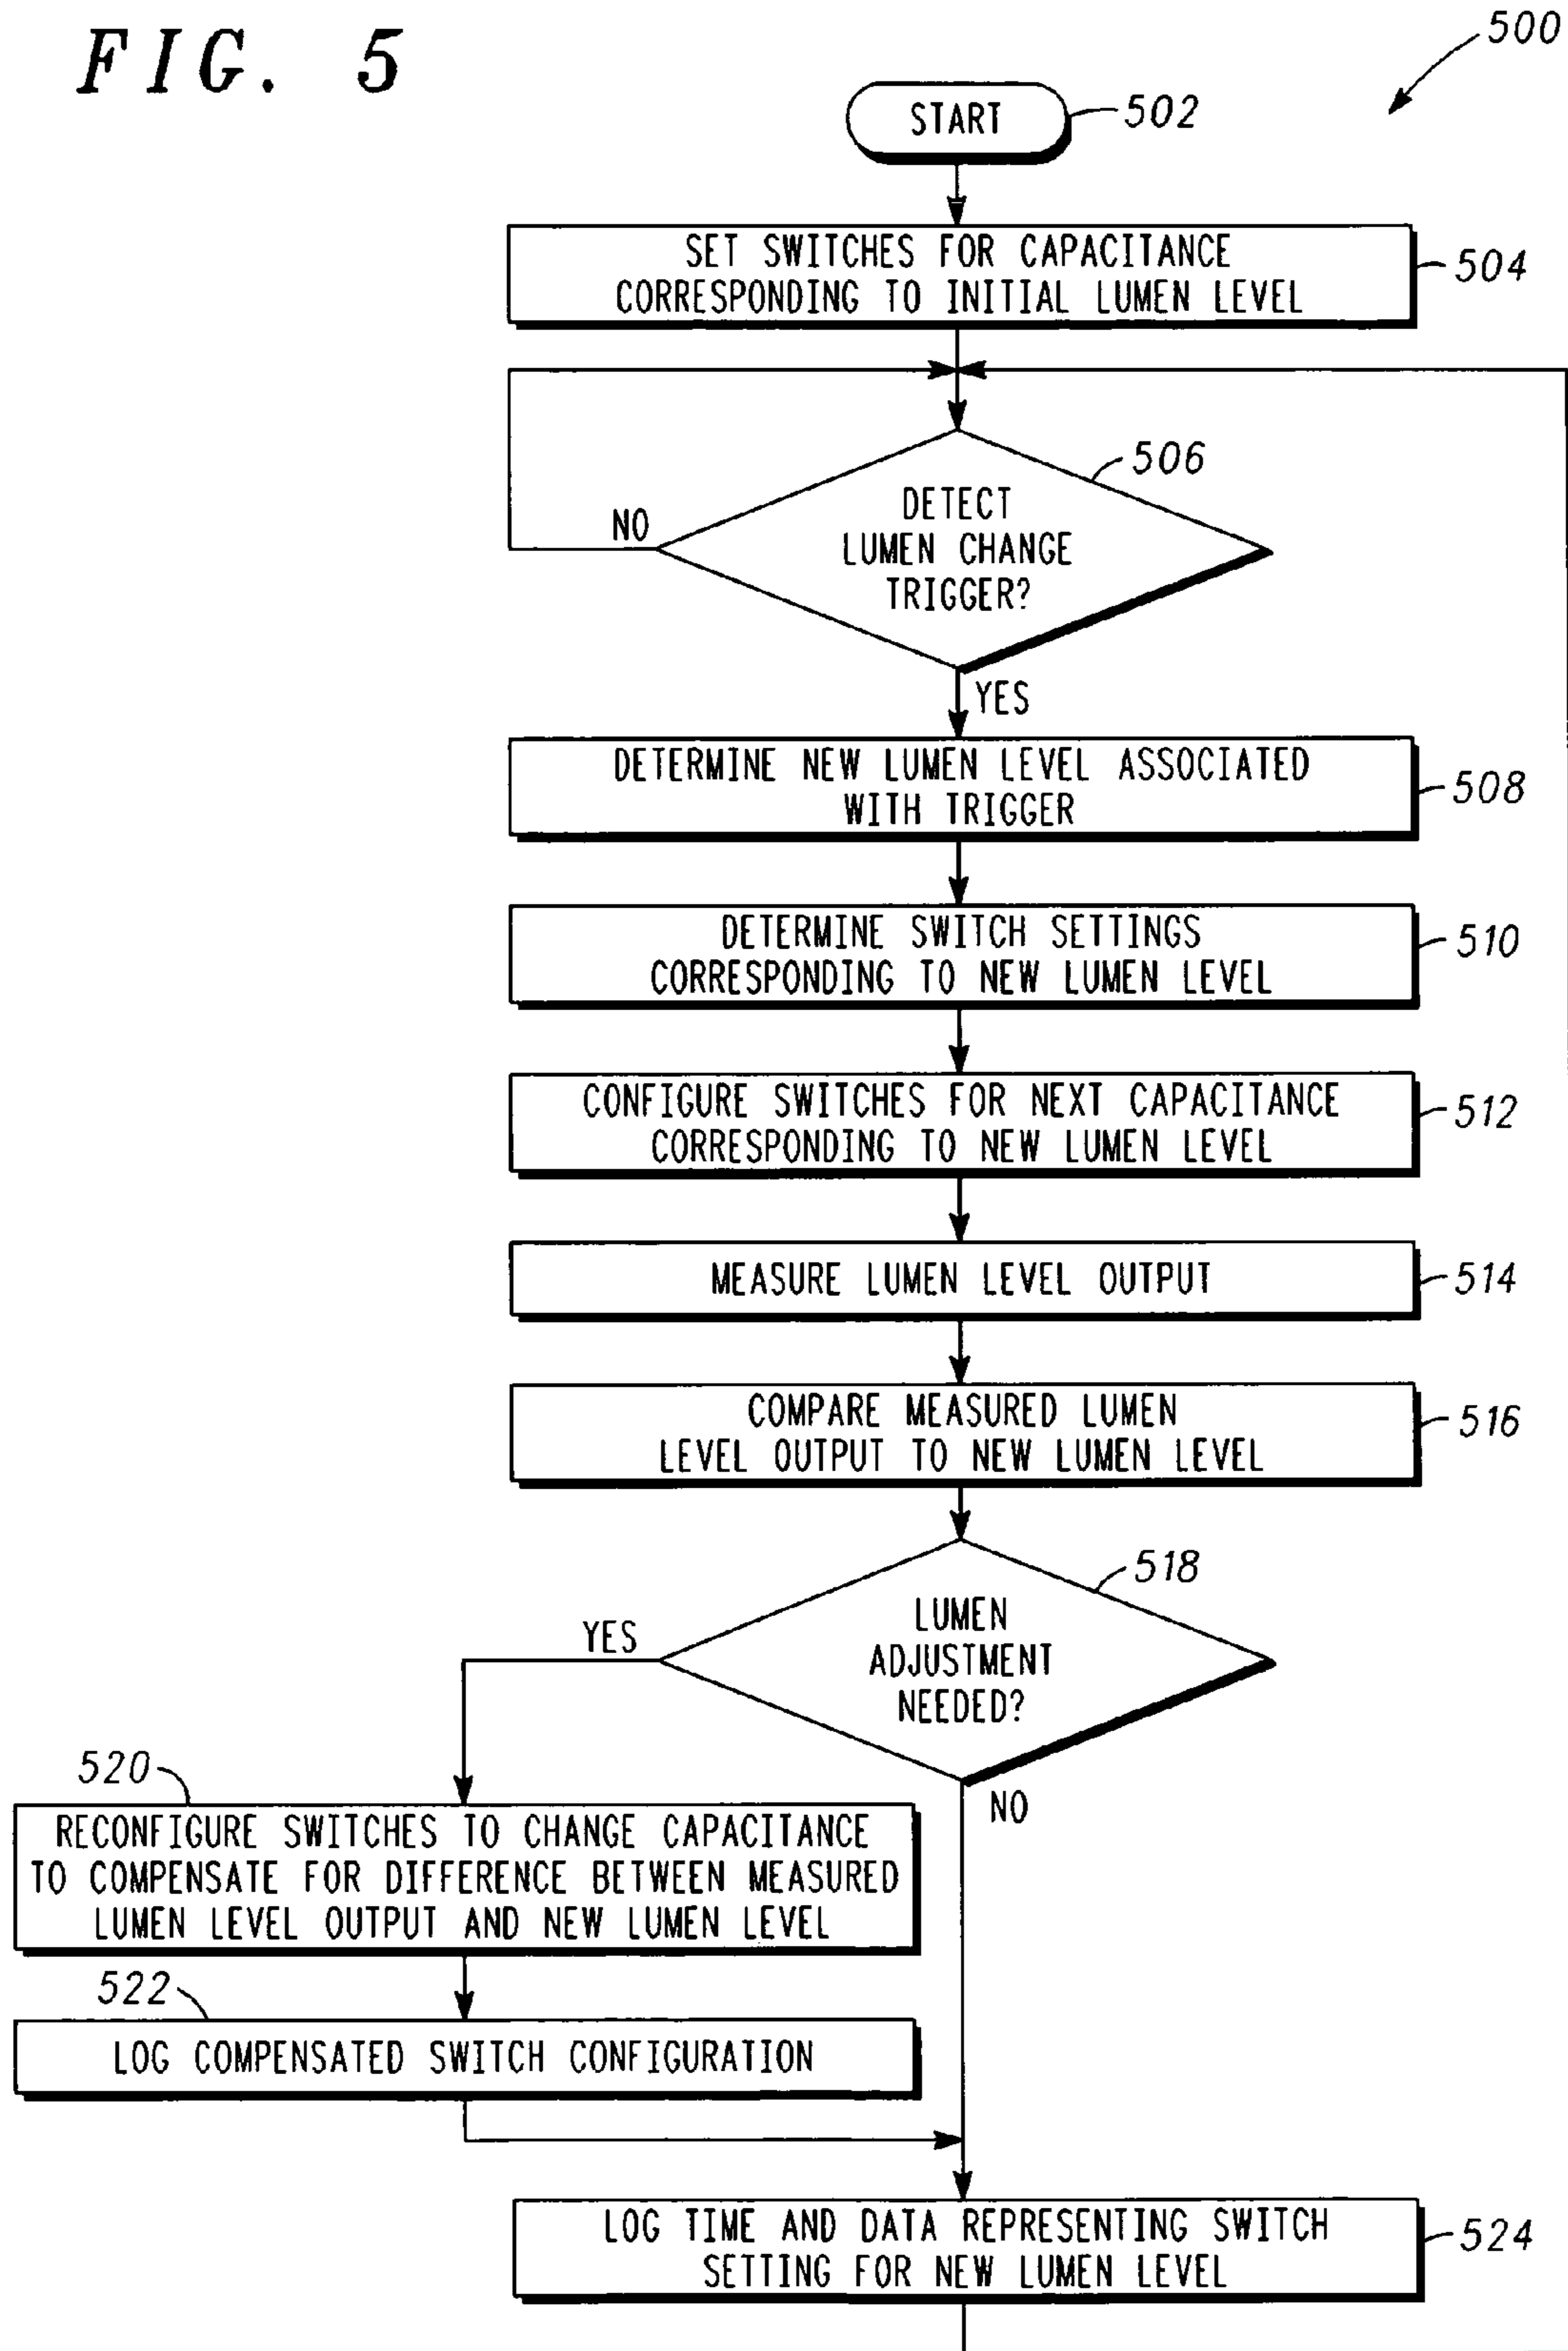 FIG. 5
500
START
502
SET SWITCHES FOR CAPACITANCE
CORRESPONDING TO INITIAL LUMEN LEVEL
504
506
DETECT
LUMEN CHANGE
TRIGGER?
NO
YES
DETERMINE NEW LUMEN LEVEL ASSOCIATED
WITH TRIGGER
508
DETERMINE SWITCH SETTINGS
CORRESPONDING TO NEW LUMEN LEVEL
510
CONFIGURE SWITCHES FOR NEXT CAPACITANCE
CORRESPONDING TO NEW LUMEN LEVEL
512
MEASURE LUMEN LEVEL OUTPUT
514
COMPARE MEASURED LUMEN
LEVEL OUTPUT TO NEW LUMEN LEVEL
516
518
LUMEN
ADJUSTMENT
NEEDED?
YES
NO
520
RECONFIGURE SWITCHES TO CHANGE CAPACITANCE
TO COMPENSATE FOR DIFFERENCE BETWEEN MEASURED
LUMEN LEVEL OUTPUT AND NEW LUMEN LEVEL
522
LOG COMPENSATED SWITCH CONFIGURATION
LOG TIME AND DATA REPRESENTING SWITCH
SETTING FOR NEW LUMEN LEVEL
524